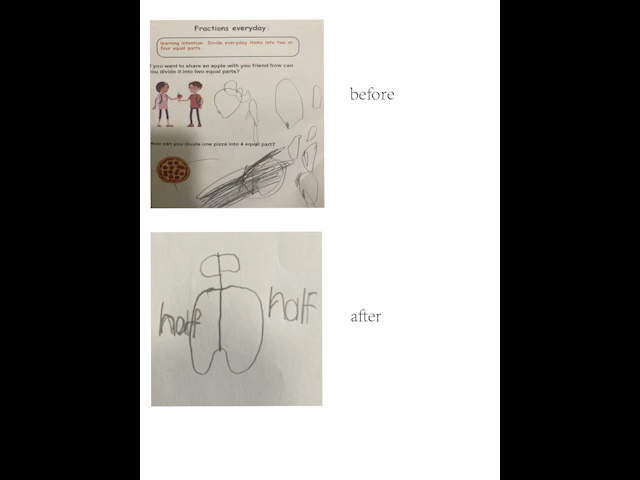 Fractions everyday:
learning intention: Divide everyday items into two or
four equal parts
f you want to share an apple with you friend how can
you divide it into two equal parts?
before
How can you divide one pizza into 4 equal part?
half
half
after